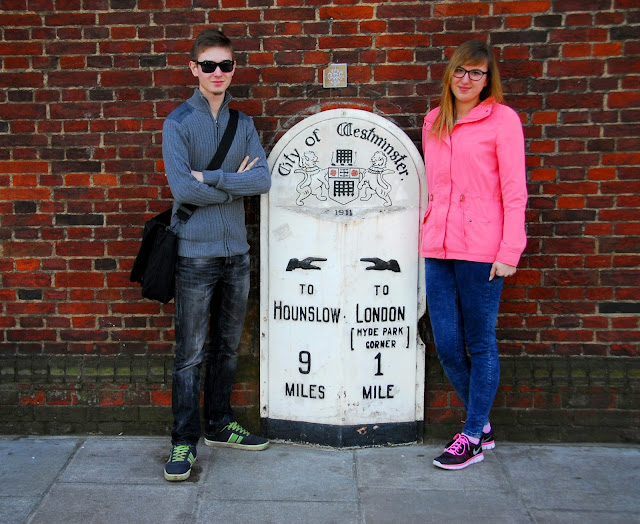 City of Westminster.
1911
TO
HOUNSLOW.
9
MILES
TO
LONDON
[HYDE PARK
CORNER]
1
MILE